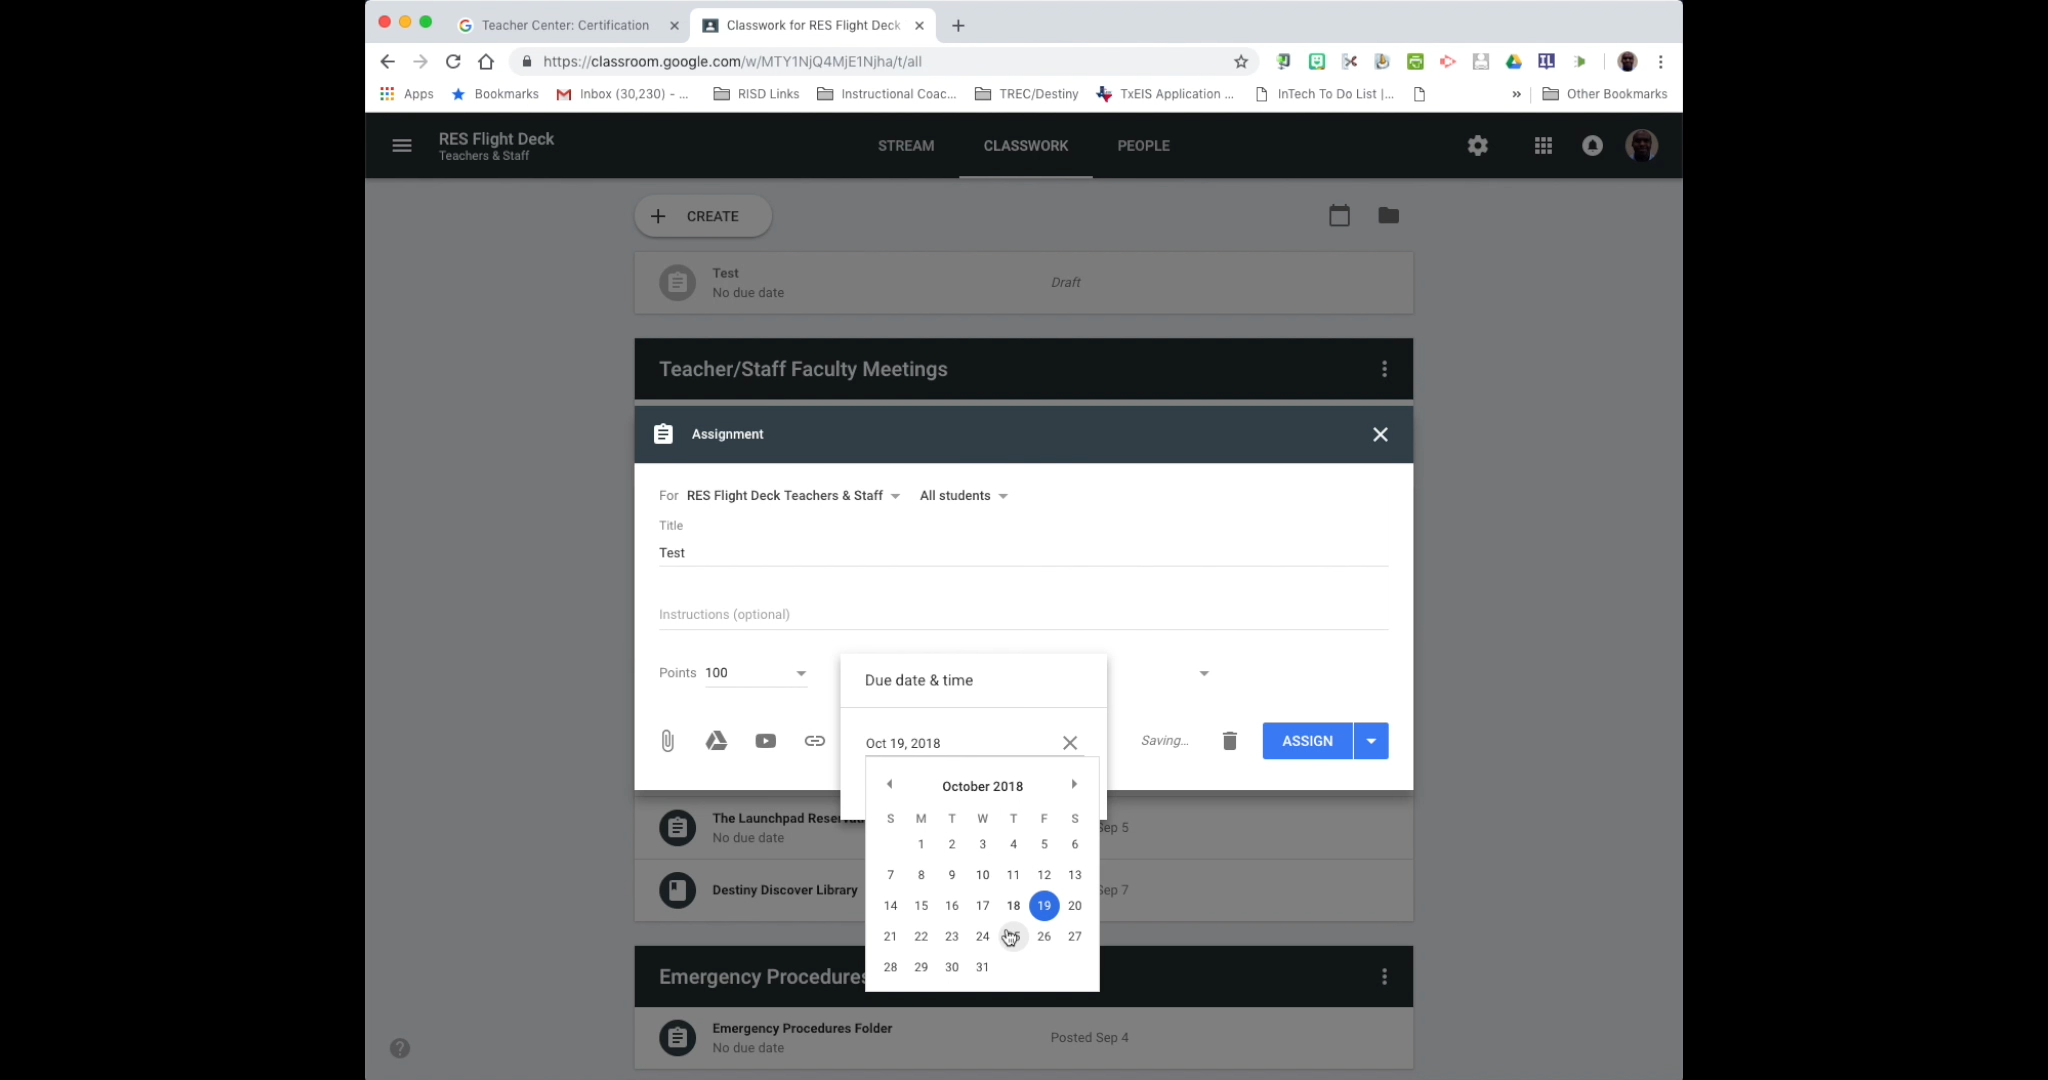 Teacher Center: Certification
Classwork for RES Flight Deck
https://classroom.google.com/w/MTY1NjQ4MjE1Njha/t/all
Apps
Bookmarks
Inbox (30,230) - ...
RISD Links
Instructional Coac...
TREC/Destiny
TxEIS Application ...
InTech To Do List |...
»
Other Bookmarks
RES Flight Deck
Teachers & Staff
STREAM
CLASSWORK
PEOPLE
CREATE
Test
No due date
Draft
Teacher/Staff Faculty Meetings
Assignment
For RES Flight Deck Teachers & Staff
All students
Title
Test
Instructions (optional)
Points 100
Due date & time
Oct 19, 2018
Saving...
ASSIGN
October 2018
S M T W T F S
1 2 3 4 5 6
7 8 9 10 11 12 13
14 15 16 17 18 19 20
21 22 23 24 26 27
28 29 30 31
The Launchpad
No due date
Sep 5
Destiny Discover Library
Sep 7
Emergency Procedures
Emergency Procedures Folder
No due date
Posted Sep 4